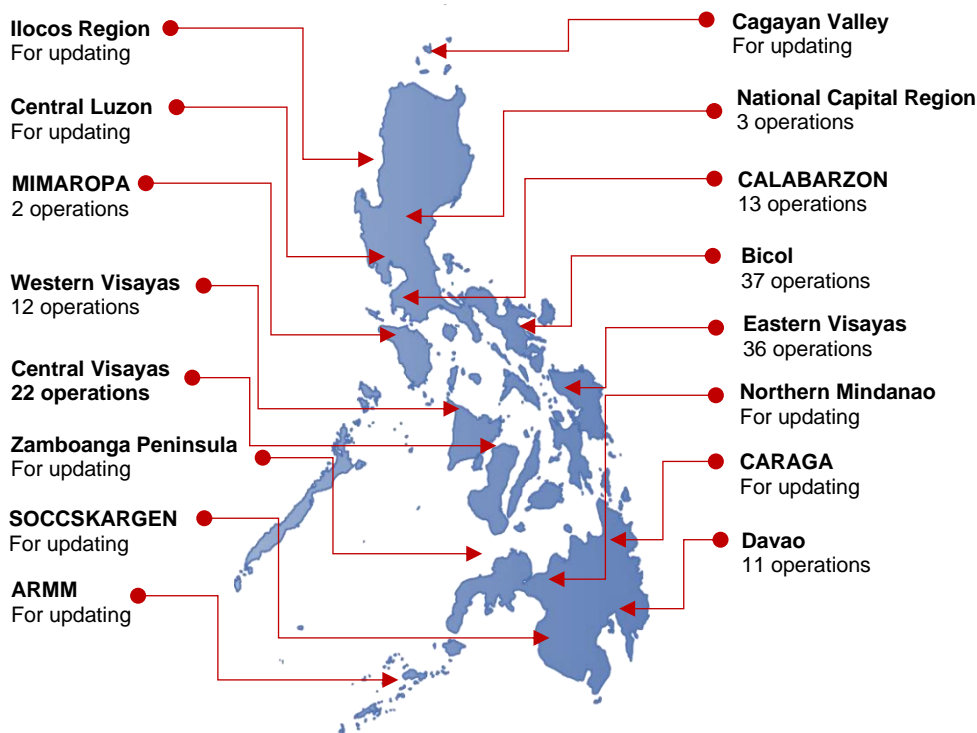 Ilocos Region
For updating
Central Luzon
For updating
MIMAROPA
2 operations
Western Visayas
12 operations
Central Visayas
22 operations
Zamboanga Peninsula
For updating
SOCCSKARGEN
For updating
ARMM
For updating
Cagayan Valley
For updating
National Capital Region
3 operations
CALABARZON
13 operations
Bicol
37 operations
Eastern Visayas
36 operations
Northern Mindanao
For updating
CARAGA
For updating
Davao
11 operations